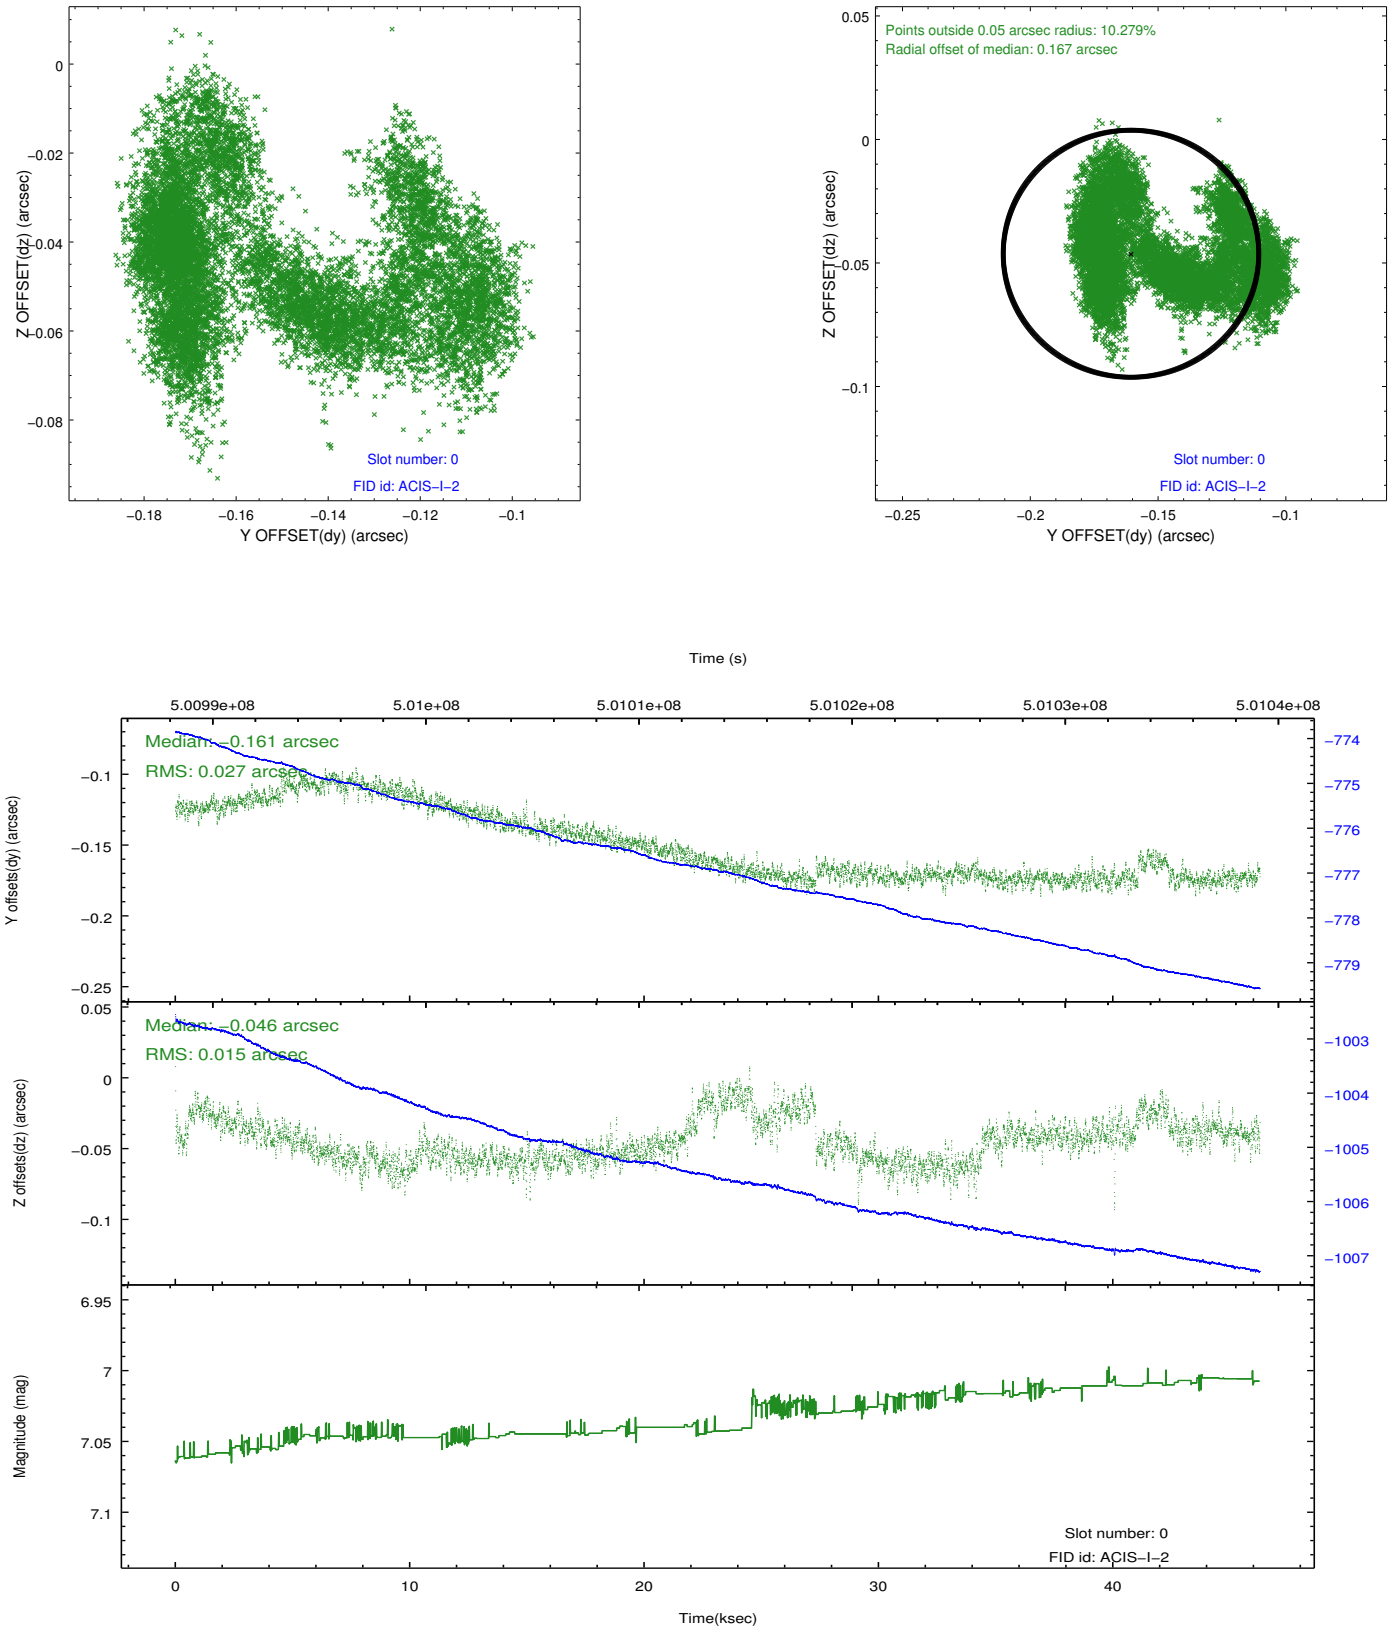 0
−0.02
−0.04
−0.06
−0.08
−0.18
−0.16
−0.14
−0.12
−0.1
Z OFFSET(dz) (arcsec)
Y OFFSET(dy) (arcsec)
Slot number: 0
FID id: ACIS−I−2
Points outside 0.05 arcsec radius: 10.279%
Radial offset of median: 0.167 arcsec
0.05
0
−0.05
−0.1
−0.25
−0.2
−0.15
−0.1
Z OFFSET(dz) (arcsec)
Y OFFSET(dy) (arcsec)
Slot number: 0
FID id: ACIS−I−2
Time (s)
5.0099e+08
5.01e+08
5.0101e+08
5.0102e+08
5.0103e+08
5.0104e+08
Median: −0.161 arcsec
RMS: 0.027 arcsec
−0.1
−0.15
−0.2
−0.25
Y offsets(dy) (arcsec)
−774
−775
−776
−777
−778
−779
Median: −0.046 arcsec
RMS: 0.015 arcsec
0.05
0
−0.05
−0.1
Z offsets(dz) (arcsec)
−1003
−1004
−1005
−1006
−1007
6.95
7
7.05
7.1
Magnitude (mag)
Slot number: 0
FID id: ACIS−I−2
0
10
20
30
40
Time(ksec)